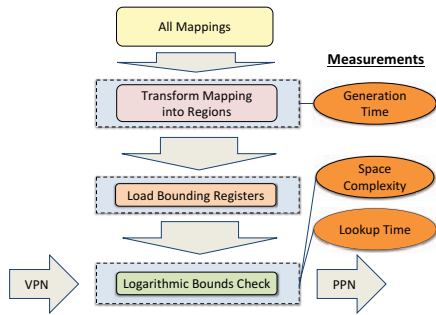 All Mappings
Measurements
Transform Mapping
into Regions
Generation
Time
Space
Complexity
Load Bounding Registers
Lookup Time
VPN
Logarithmic Bounds Check
PPN